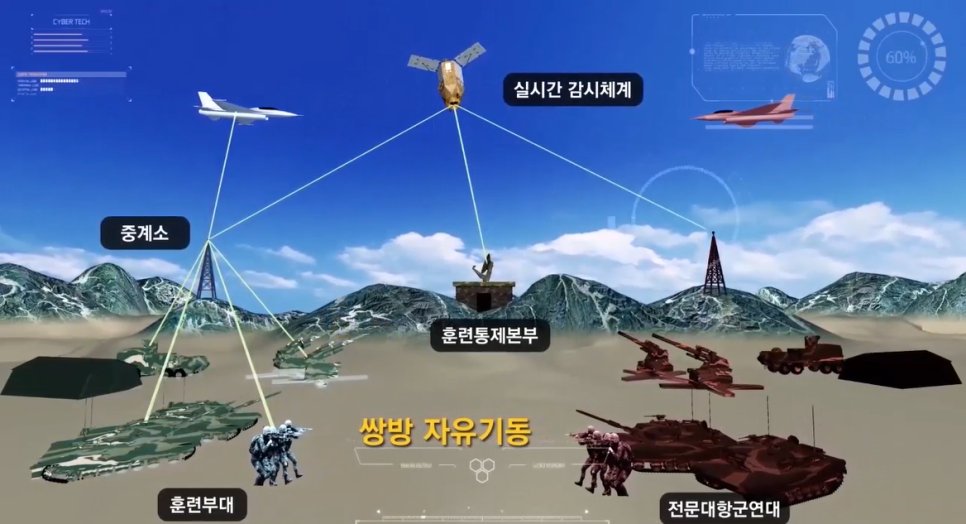 CYBER TECH
실시간 감시체계
60%
중계소
훈련통제본부
쌍방 자유기동
훈련부대
전문대항군연대